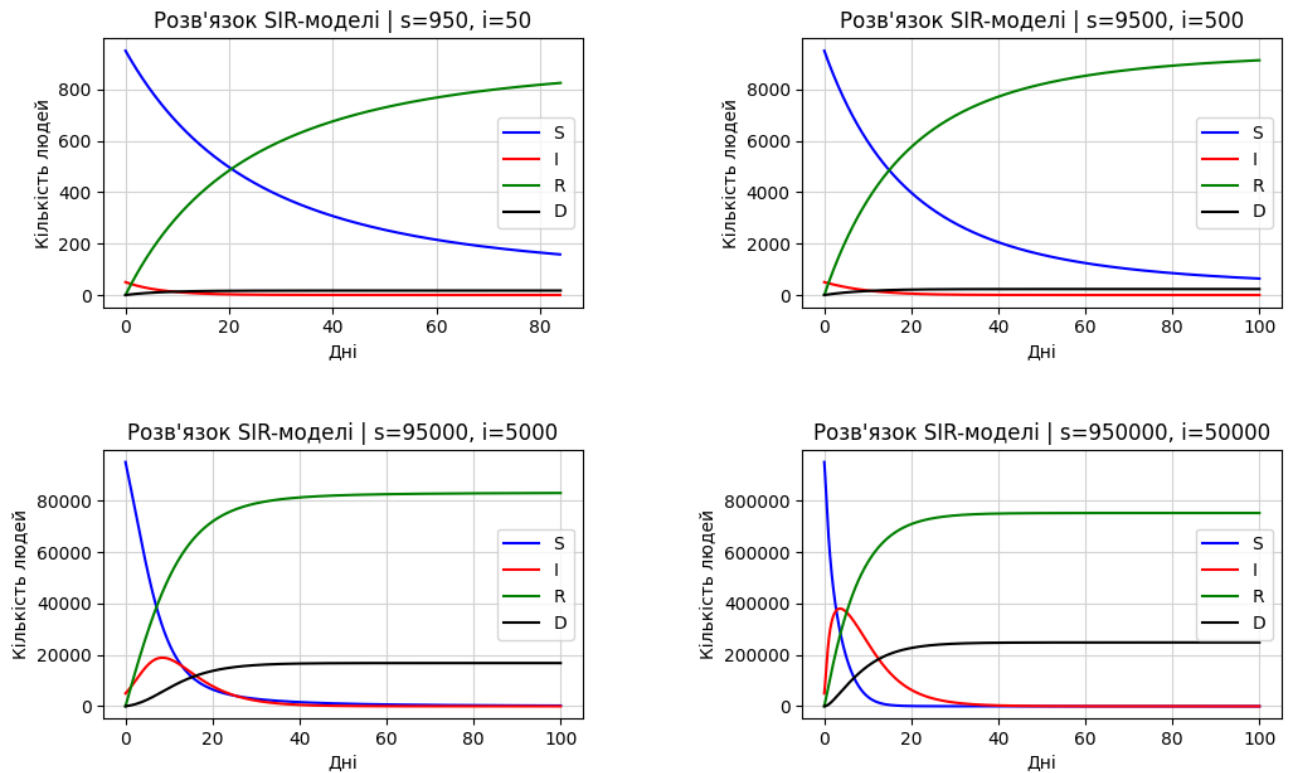 Розв'язок SIR-моделі | s=950, i=50
Кількість людей
800
600
400
200
0
0 20 40 60 80
Дні
S
I
R
D
Розв'язок SIR-моделі | s=9500, i=500
Кількість людей
8000
6000
4000
2000
0
0 20 40 60 80 100
Дні
S
I
R
D
Розв'язок SIR-моделі | s=95000, i=5000
Кількість людей
80000
60000
40000
20000
0
0 20 40 60 80 100
Дні
S
I
R
D
Розв'язок SIR-моделі | s=950000, i=50000
Кількість людей
800000
600000
400000
200000
0
0 20 40 60 80 100
Дні
S
I
R
D